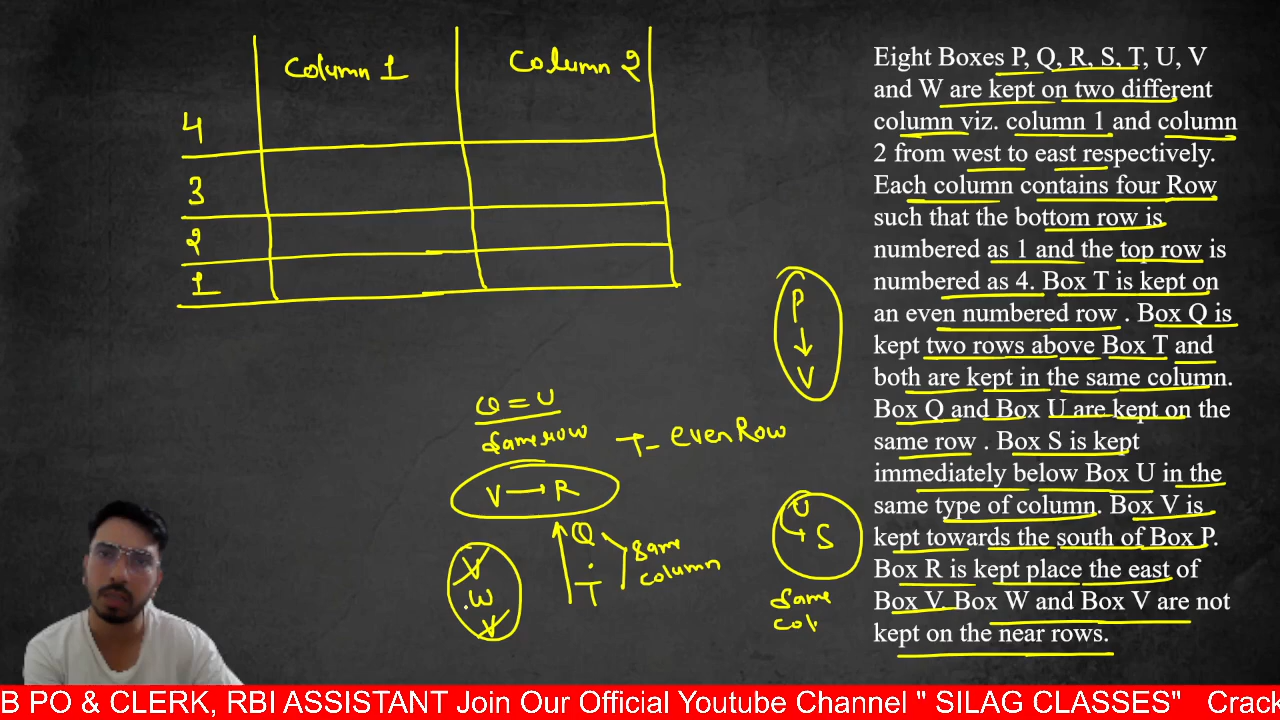 Column 1 Column 2
4
3
2
1
Eight Boxes P, Q, R, S, T, U, V
and W are kept on two different
column viz. column 1 and column
2 from west to east respectively.
Each column contains four Row
such that the bottom row is
numbered as 1 and the top row is
numbered as 4. Box T is kept on
an even numbered row . Box Q is
kept two rows above Box T and
both are kept in the same column.
Box Q and Box U are kept on the
same row . Box S is kept
immediately below Box U in the
same type of column. Box V is
kept towards the south of Box P.
Box R is kept place the east of
Box V. Box W and Box V are not
kept on the near rows.
P
↓
V
Q = U
Same row
T - even Row
V → R
V
.W
V
Q
.
T
Same
column
U
↳ S
Same
col
B PO & CLERK, RBI ASSISTANT Join Our Official Youtube Channel " SILAG CLASSES" Crack